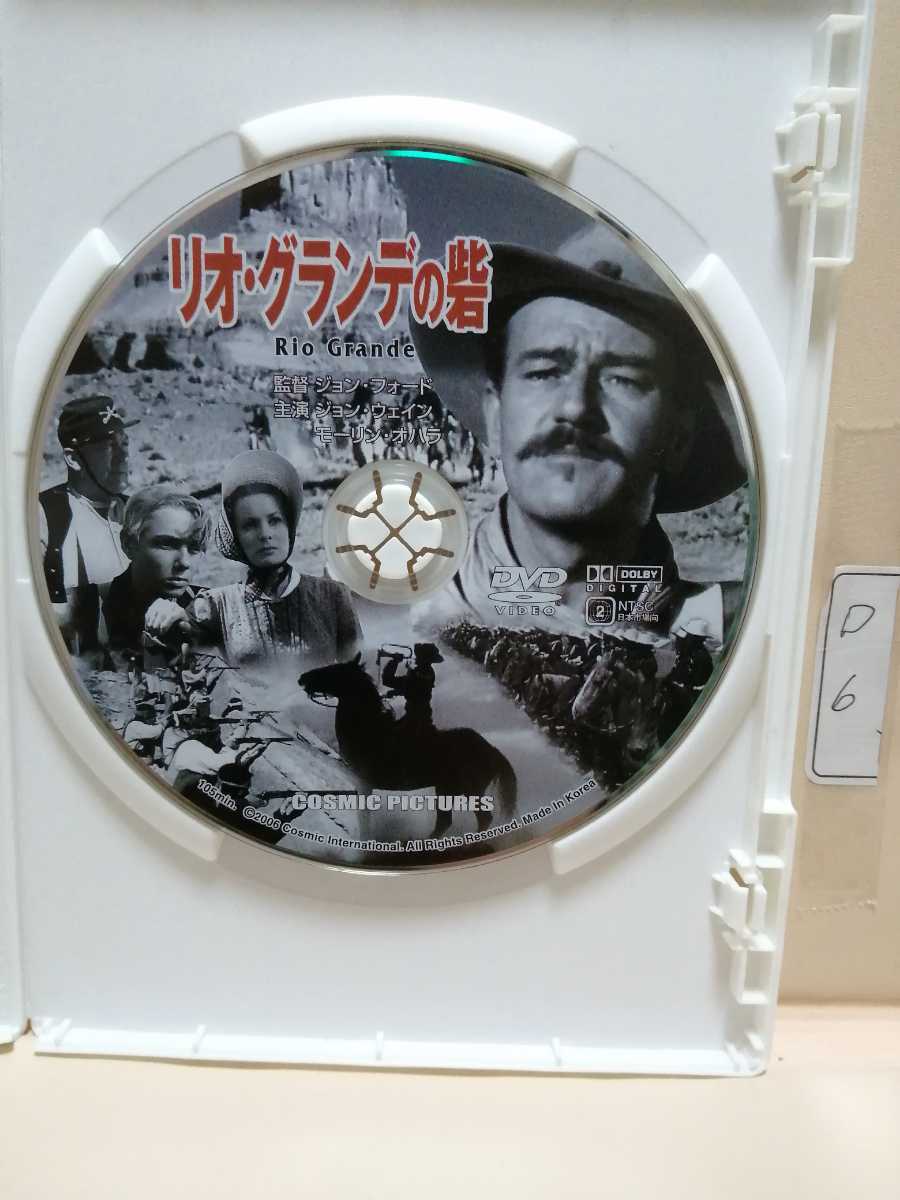 リオ・グランデの砦
Rio Grande
監督 ジョン・フォード
主演 ジョン・ウェイン
モーリン・オハラ
DVD
VIDEO
DOLBY
DIGITAL
2 NTSC
日本市場向
COSMIC PICTURES
105min. ©2006 Cosmic International. All Rights Reserved. Made in Korea
D
6